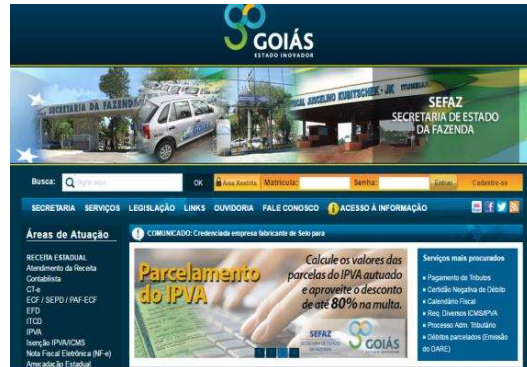 GOIÁS
ESTADO INOVADOR
SECRETARIA DA FAZENDA
FISCAL JUSCELINO KUBITSCHEK - JK
SEFAZ
SECRETARIA DE ESTADO
DA FAZENDA
Busca:
OK
Área Restrita
Matrícula:
Senha:
Entrar
Cadastre-se
SECRETARIA SERVIÇOS LEGISLAÇÃO LINKS OUVIDORIA FALE CONOSCO ACESSO À INFORMAÇÃO
Áreas de Atuação
RECEITA ESTADUAL
Atendimento da Receita
Contabilista
CT-e
ECF / SEPD / PAF-ECF
EFD
ITCD
IPVA
Isenção IPVA/ICMS
Nota Fiscal Eletrônica (NF-e)
Arrecadação Estadual
COMUNICADO: Credenciada empresa fabricante de Selo para
Parcelamento
do IPVA
Calcule os valores das
parcelas do IPVA autuado
e aproveite o desconto
de até 80% na multa.
SEFAZ
GOIÁS
Serviços mais procurados
Pagamento de Tributos
Certidão Negativa de Débito
Calendário Fiscal
Req. Diversos ICMS/IPVA
Processo Adm. Tributário
Débitos parcelados (Emissão
do DARE)